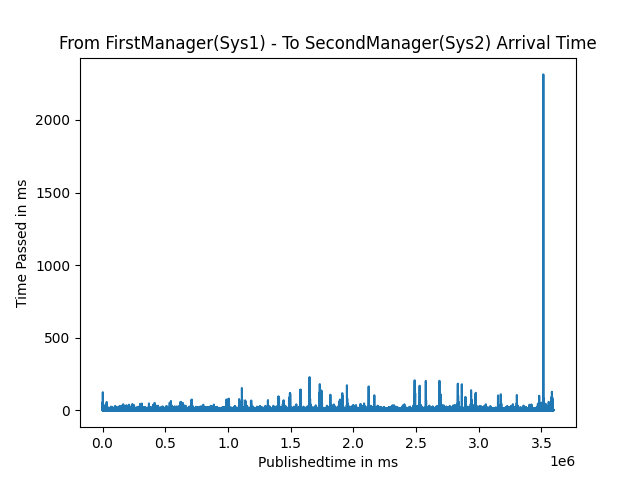 From FirstManager(Sys1) - To SecondManager(Sys2) Arrival Time
Time Passed in ms
2000
1500
1000
500
0
0.0 0.5 1.0 1.5 2.0 2.5 3.0 3.5
1e6
Publishedtime in ms